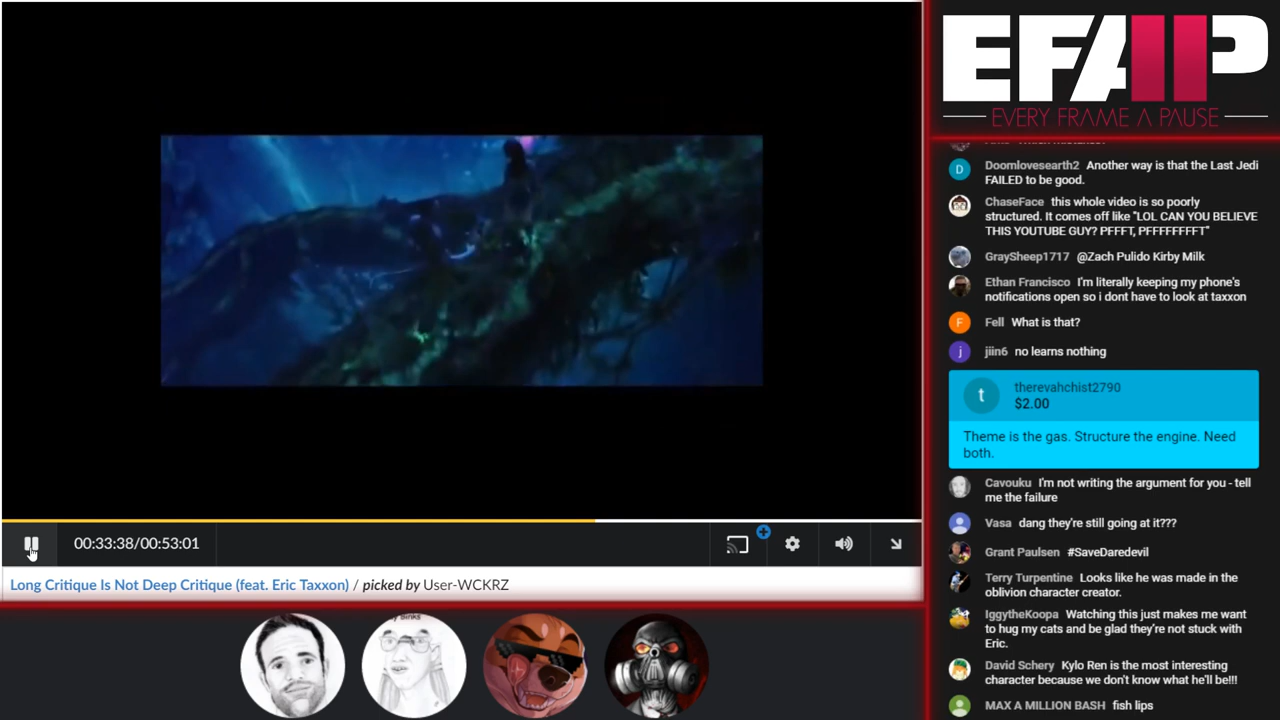 EFAP
EVERY FRAME A PAUSE
D Doomlovesearth2 Another way is that the Last Jedi
FAILED to be good.
ChaseFace this whole video is so poorly
structured. It comes off like "LOL CAN YOU BELIEVE
THIS YOUTUBE GUY? PFFFT, PFFFFFFFFT"
GraySheep1717 @Zach Pulido Kirby Milk
Ethan Francisco I'm literally keeping my phone's
notifications open so i dont have to look at taxxon
F Fell What is that?
j jiin6 no learns nothing
t therevahchist2790
$2.00
Theme is the gas. Structure the engine. Need
both.
Cavouku I'm not writing the argument for you - tell
me the failure
Vasa dang they're still going at it???
Grant Paulsen #SaveDaredevil
Terry Turpentine Looks like he was made in the
oblivion character creator.
IggytheKoopa Watching this just makes me want
to hug my cats and be glad they're not stuck with
Eric.
David Schery Kylo Ren is the most interesting
character because we don't know what he'll be!!!
M MAX A MILLION BASH fish lips
00:33:38/00:53:01
Long Critique Is Not Deep Critique (feat. Eric Taxxon) / picked by User-WCKRZ